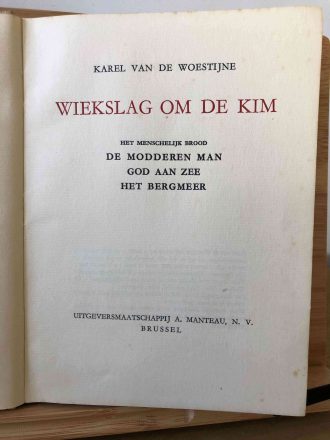 KAREL VAN DE WOESTIJNE
WIEKSLAG OM DE KIM
HET MENSCHELIJK BROOD
DE MODDEREN MAN
GOD AAN ZEE
HET BERGMEER
UITGEVERSMAATSCHAPPIJ A. MANTEAU, N. V.
BRUSSEL